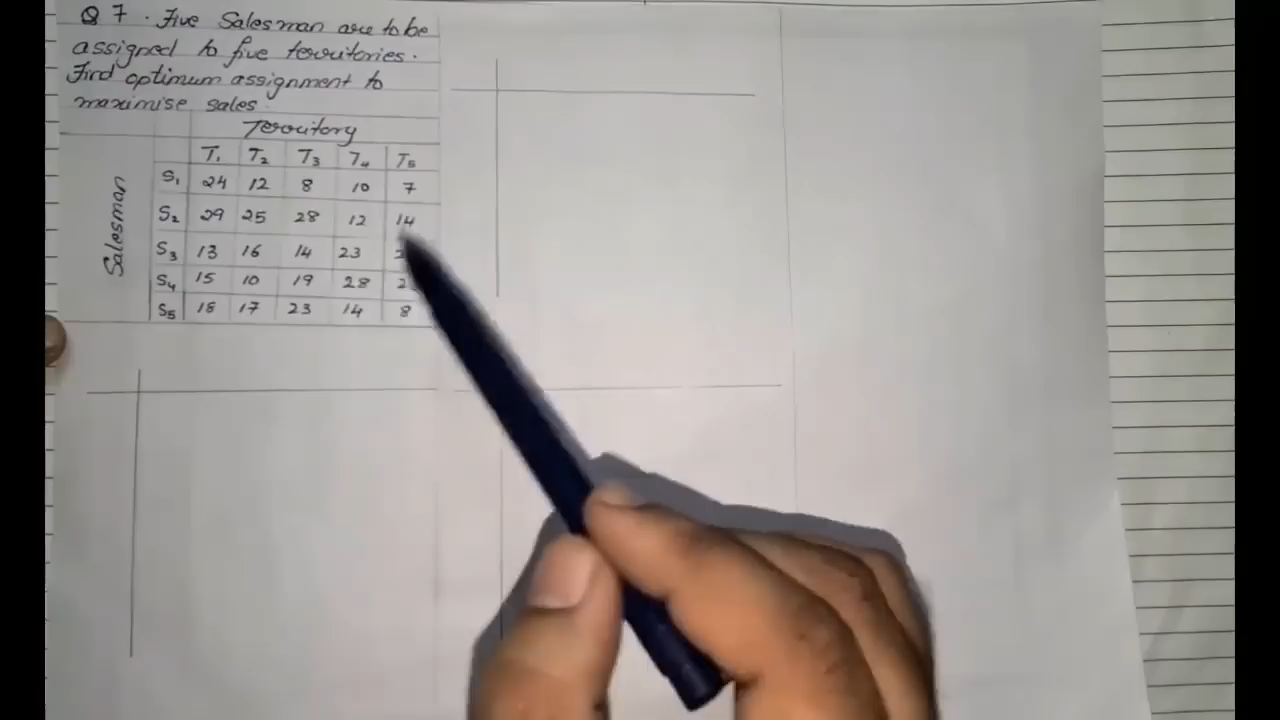 Q 7. Five Salesman are to be
assigned to five territories.
Find optimum assignment to
maximise sales.
Territory
T1 T2 T3 T4 T5
Salesman
S1 24 12 8 10 7
S2 29 25 28 12 14
S3 13 16 14 23
S4 15 10 19 28
S5 18 17 23 14 8